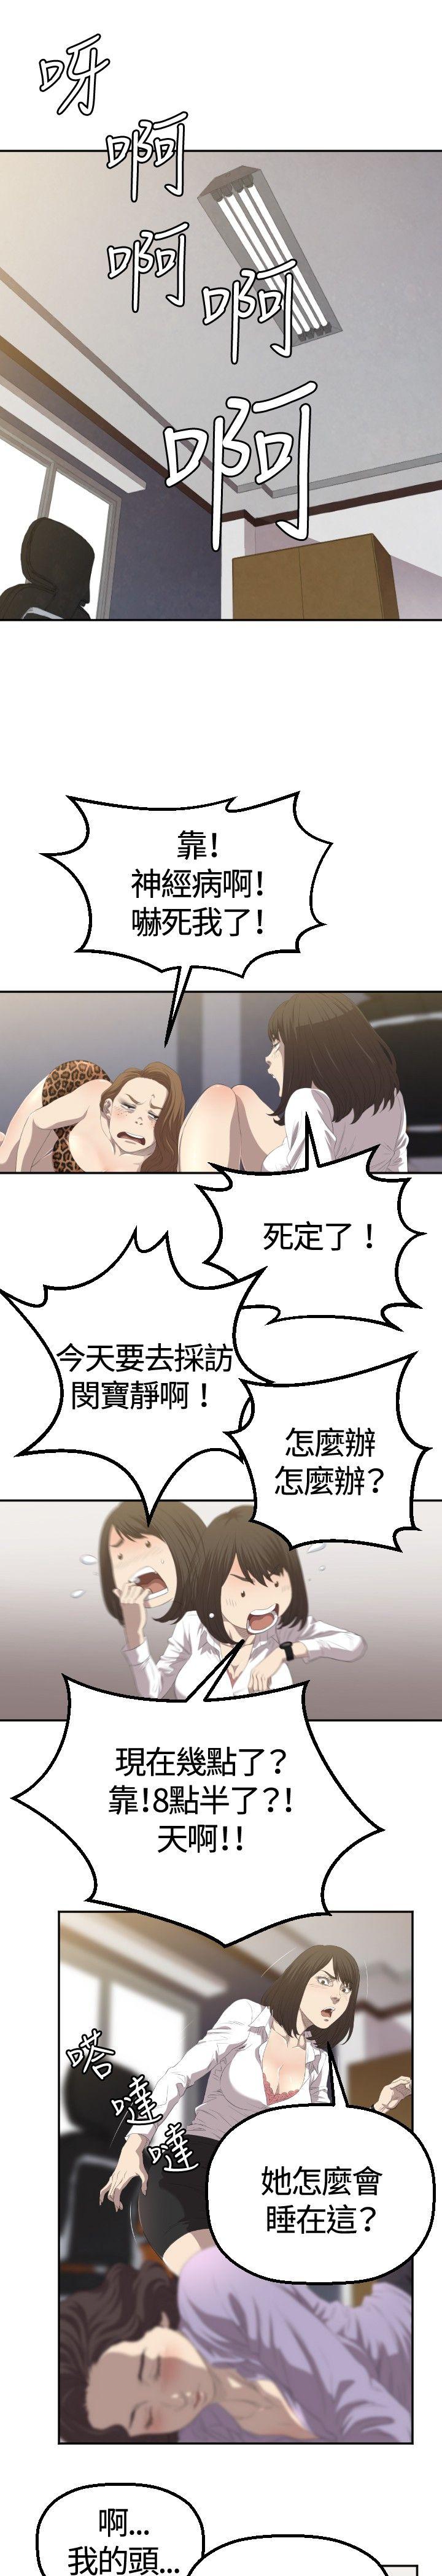 呀
啊
啊
啊
啊
靠!
神經病啊!
嚇死我了!
死定了!
今天要去採訪
閔寶靜啊!
怎麼辦
怎麼辦?
現在幾點了?
靠!8點半了?!
天啊!!
嗒
噠
噠
她怎麼會
睡在這?
啊...
我的頭...